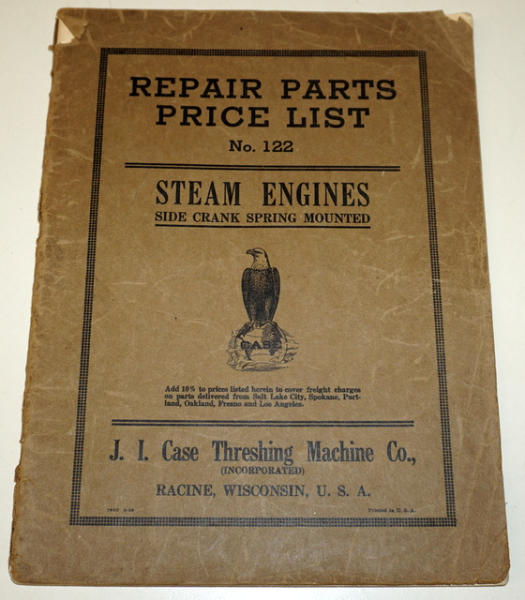 REPAIR PARTS
PRICE LIST
No. 122
STEAM ENGINES
SIDE CRANK SPRING MOUNTED
CASE
Add 10% to prices listed herein to cover freight charges
on parts delivered from Salt Lake City, Spokane, Port-
land, Oakland, Fresno and Los Angeles.
J. I. Case Threshing Machine Co.,
(INCORPORATED)
RACINE, WISCONSIN, U. S. A.
Printed in U. S. A.